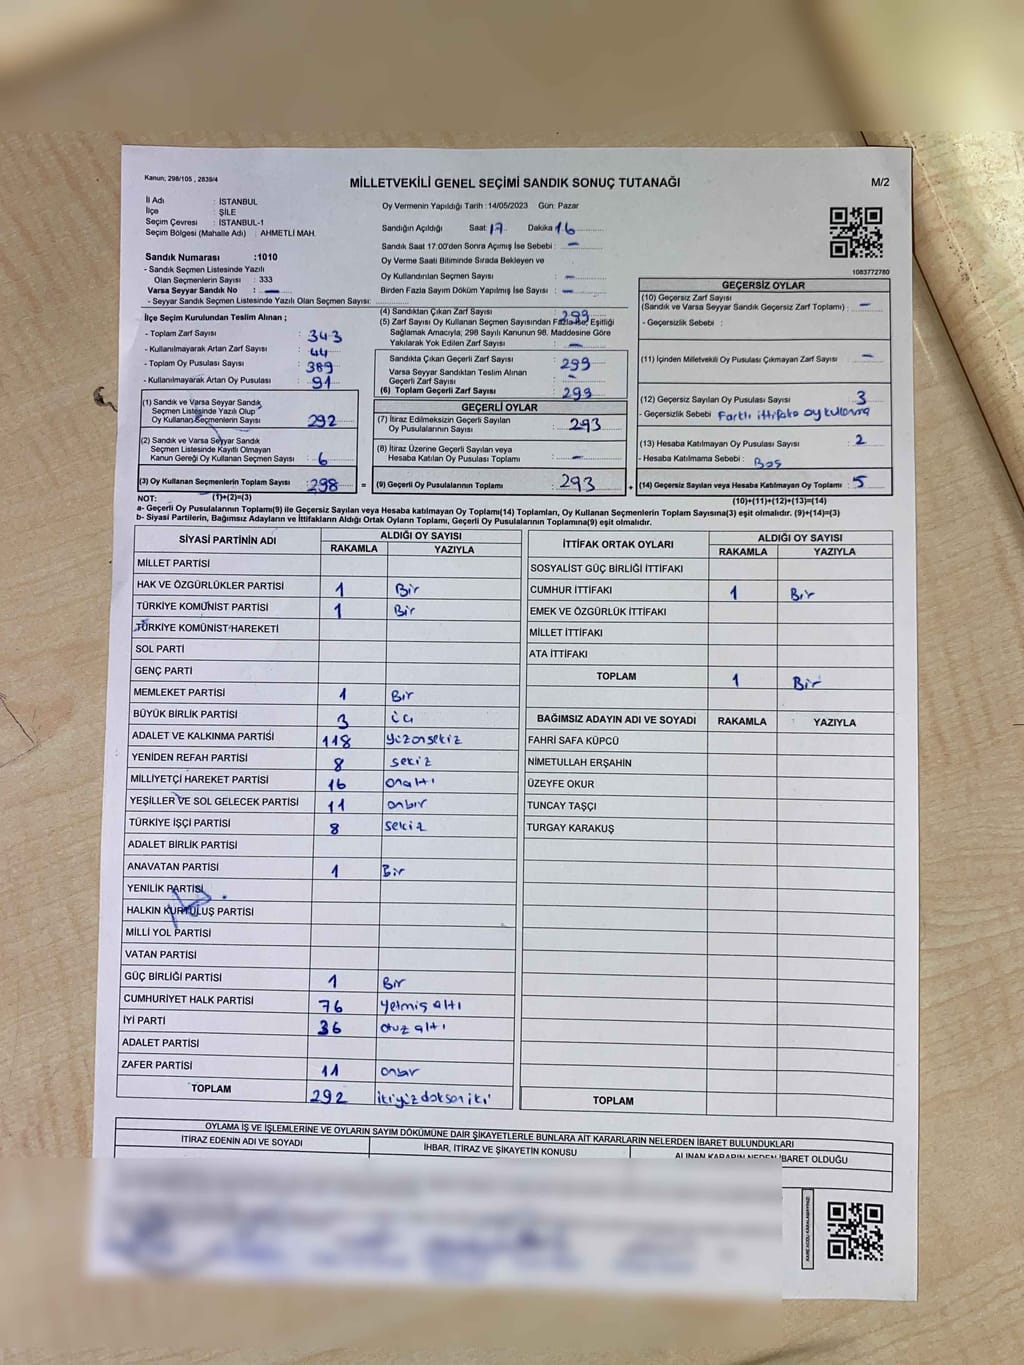 Kanun; 298/105 , 2839/4
MİLLETVEKİLİ GENEL SEÇİMİ SANDIK SONUÇ TUTANAĞI
M/2
İl Adı : İSTANBUL
İlçe : ŞİLE
Seçim Çevresi : İSTANBUL-1
Seçim Bölgesi (Mahalle Adı) : AHMETLİ MAH.
Oy Vermenin Yapıldığı Tarih :14/05/2023 Gün: Pazar
Sandığın Açıldığı Saat 17 Dakika 16
Sandık Saat 17:00'den Sonra Açımış İse Sebebi : –
Oy Verme Saati Bitiminde Sırada Bekleyen ve
Oy Kullandırılan Seçmen Sayısı : –
Birden Fazla Sayım Döküm Yapılmış İse Sayısı : –
1083772780
Sandık Numarası :1010
- Sandık Seçmen Listesinde Yazılı
Olan Seçmenlerin Sayısı : 333
Varsa Seyyar Sandık No : –
- Seyyar Sandık Seçmen Listesinde Yazılı Olan Seçmen Sayısı:
İlçe Seçim Kurulundan Teslim Alınan ;
- Toplam Zarf Sayısı : 343
- Kullanılmayarak Artan Zarf Sayısı : 44
- Toplam Oy Pusulası Sayısı : 389
- Kullanılmayarak Artan Oy Pusulası : 91
(1) Sandık ve Varsa Seyyar Sandık
Seçmen Listesinde Yazılı Olup
Oy Kullanan Seçmenlerin Sayısı : 292
(2) Sandık ve Varsa Seyyar Sandık
Seçmen Listesinde Kayıtlı Olmayan
Kanun Gereği Oy Kullanan Seçmen Sayısı : 6
(3) Oy Kullanan Seçmenlerin Toplam Sayısı : 298 =
(1)+(2)=(3)
(4) Sandıktan Çıkan Zarf Sayısı : 299
(5) Zarf Sayısı Oy Kullanan Seçmen Sayısından Fazla İse, Eşitliği
Sağlamak Amacıyla; 298 Sayılı Kanunun 98. Maddesine Göre
Yakılarak Yok Edilen Zarf Sayısı : –
Sandıkta Çıkan Geçerli Zarf Sayısı : 299
Varsa Seyyar Sandıktan Teslim Alınan
Geçerli Zarf Sayısı : –
(6) Toplam Geçerli Zarf Sayısı : 299
GEÇERLİ OYLAR
(7) İtiraz Edilmeksizin Geçerli Sayılan
Oy Pusulalarının Sayısı : 293
(8) İtiraz Üzerine Geçerli Sayılan veya
Hesaba Katılan Oy Pusulası Toplamı : –
(9) Geçerli Oy Pusulalarının Toplamı : 293 +
GEÇERSİZ OYLAR
(10) Geçersiz Zarf Sayısı
(Sandık ve Varsa Seyyar Sandık Geçersiz Zarf Toplamı) : –
- Geçersizlik Sebebi :
(11) İçinden Milletvekili Oy Pusulası Çıkmayan Zarf Sayısı : –
(12) Geçersiz Sayılan Oy Pusulası Sayısı : 3
- Geçersizlik Sebebi : Farklı ittifaka oy kullanma
(13) Hesaba Katılmayan Oy Pusulası Sayısı : 2
- Hesaba Katılmama Sebebi : Boş
(14) Geçersiz Sayılan veya Hesaba Katılmayan Oy Toplamı : 5
(10)+(11)+(12)+(13)=(14)
NOT:
a- Geçerli Oy Pusulalarının Toplamı(9) ile Geçersiz Sayılan veya Hesaba katılmayan Oy Toplamı(14) Toplamları, Oy Kullanan Seçmenlerin Toplam Sayısına(3) eşit olmalıdır. (9)+(14)=(3)
b- Siyasi Partilerin, Bağımsız Adayların ve İttifakların Aldığı Ortak Oyların Toplamı, Geçerli Oy Pusulalarının Toplamına(9) eşit olmalıdır.
SİYASİ PARTİNİN ADI ALDIĞI OY SAYISI
RAKAMLA YAZIYLA
MİLLET PARTİSİ
HAK VE ÖZGÜRLÜKLER PARTİSİ 1 Bir
TÜRKİYE KOMÜNİST PARTİSİ 1 Bir
TÜRKİYE KOMÜNİST HAREKETİ
SOL PARTİ
GENÇ PARTİ
MEMLEKET PARTİSİ 1 Bir
BÜYÜK BİRLİK PARTİSİ 3
ADALET VE KALKINMA PARTİSİ 118 yüzonsekiz
YENİDEN REFAH PARTİSİ 8 sekiz
MİLLİYETÇİ HAREKET PARTİSİ 16 onaltı
YEŞİLLER VE SOL GELECEK PARTİSİ 11 onbir
TÜRKİYE İŞÇİ PARTİSİ 8 sekiz
ADALET BİRLİK PARTİSİ
ANAVATAN PARTİSİ 1 Bir
YENİLİK PARTİSİ
HALKIN KURTULUŞ PARTİSİ
MİLLİ YOL PARTİSİ
VATAN PARTİSİ
GÜÇ BİRLİĞİ PARTİSİ 1 Bir
CUMHURİYET HALK PARTİSİ 76 yetmiş altı
İYİ PARTİ 36 otuz altı
ADALET PARTİSİ
ZAFER PARTİSİ 11 onbir
TOPLAM 292 ikiyüz doksan iki
İTTİFAK ORTAK OYLARI ALDIĞI OY SAYISI
RAKAMLA YAZIYLA
SOSYALİST GÜÇ BİRLİĞİ İTTİFAKI
CUMHUR İTTİFAKI 1 Bir
EMEK VE ÖZGÜRLÜK İTTİFAKI
MİLLET İTTİFAKI
ATA İTTİFAKI
TOPLAM 1 Bir
BAĞIMSIZ ADAYIN ADI VE SOYADI RAKAMLA YAZIYLA
FAHRİ SAFA KÜPCÜ
NİMETULLAH ERŞAHİN
ÜZEYFE OKUR
TUNCAY TAŞÇI
TURGAY KARAKUŞ
TOPLAM
OYLAMA İŞ VE İŞLEMLERİNE VE OYLARIN SAYIM DÖKÜMÜNE DAİR ŞİKAYETLERLE BUNLARA AİT KARARLARIN NELERDEN İBARET BULUNDUKLARI
İTİRAZ EDENİN ADI VE SOYADI İHBAR, İTİRAZ VE ŞİKAYETİN KONUSU ALINAN KARARIN NEDEN İBARET OLDUĞU